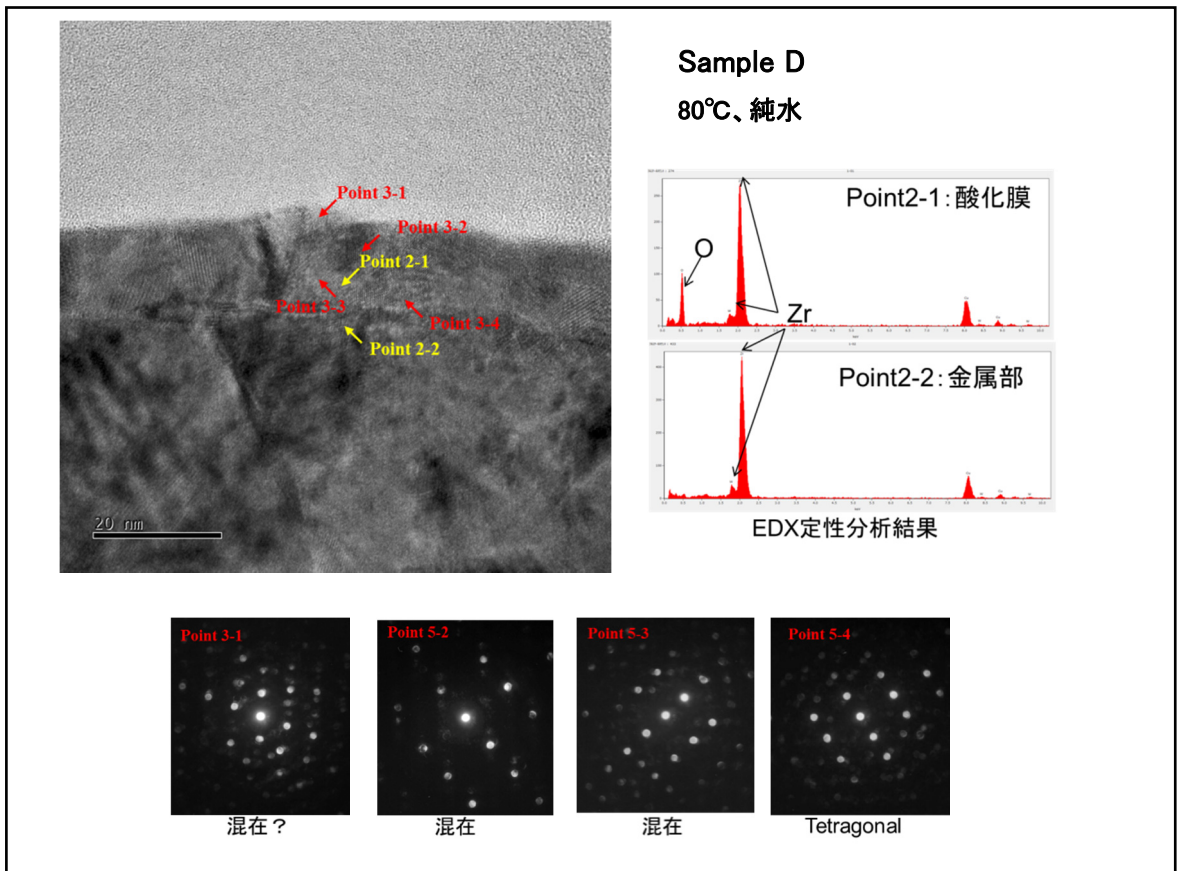 Sample D
80℃、純水
Point 3-1
Point 3-2
Point 2-1
Point 3-3
Point 3-4
Point 2-2
20 nm
Point2-1：酸化膜
O
Zr
Point2-2：金属部
EDX定性分析結果
Point 3-1
Point 5-2
Point 5-3
Point 5-4
混在？
混在
混在
Tetragonal